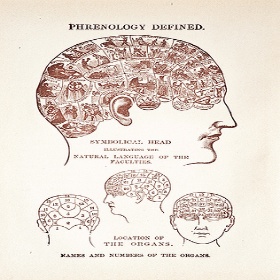 PHRENOLOGY DEFINED.
SYMBOLICAL HEAD
ILLUSTRATING THE
NATURAL LANGUAGE OF THE
FACULTIES.
LOCATION OF
THE ORGANS.
NAMES AND NUMBERS OF THE ORGANS.